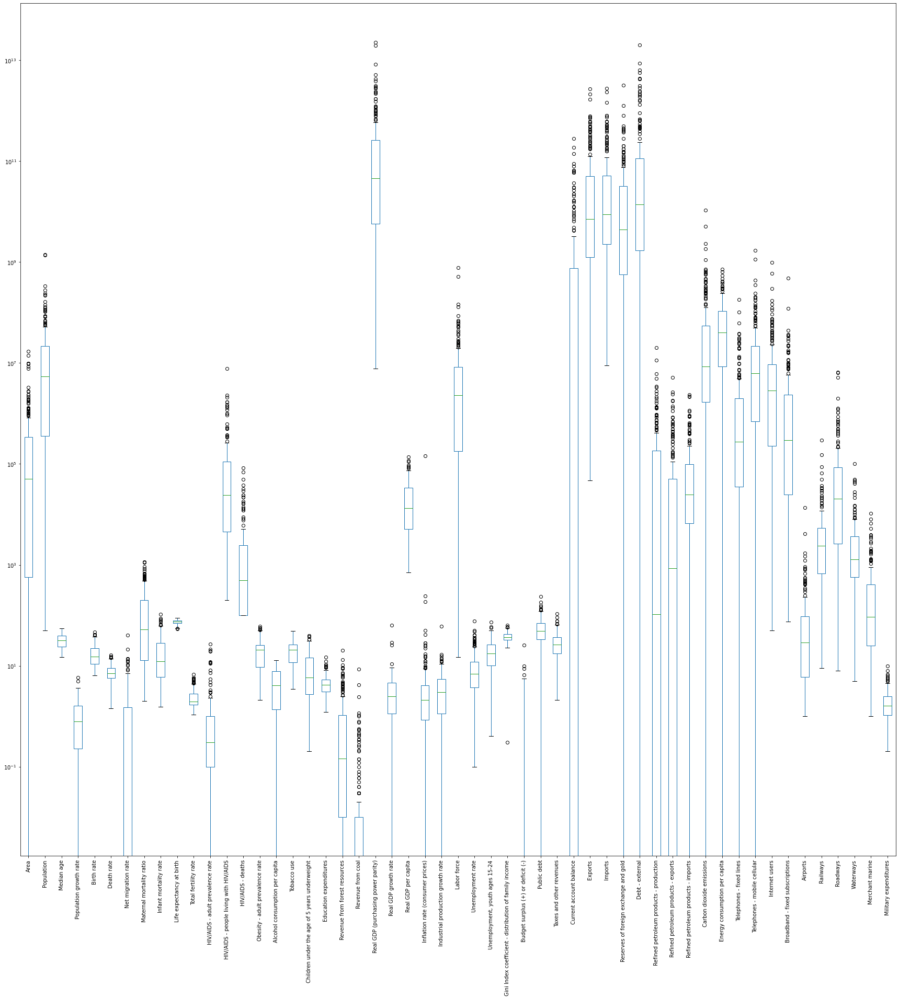 10^13
10^11
10^9
10^7
10^5
10^3
10^1
10^−1
Area
Population
Median age
Population growth rate
Birth rate
Death rate
Net migration rate
Maternal mortality ratio
Infant mortality rate
Life expectancy at birth
Total fertility rate
HIV/AIDS - adult prevalence rate
HIV/AIDS - people living with HIV/AIDS
HIV/AIDS - deaths
Obesity - adult prevalence rate
Alcohol consumption per capita
Tobacco use
Children under the age of 5 years underweight
Education expenditures
Revenue from forest resources
Revenue from coal
Real GDP (purchasing power parity)
Real GDP growth rate
Real GDP per capita
Inflation rate (consumer prices)
Industrial production growth rate
Labor force
Unemployment rate
Unemployment, youth ages 15-24
Gini Index coefficient - distribution of family income
Budget surplus (+) or deficit (-)
Public debt
Taxes and other revenues
Current account balance
Exports
Imports
Reserves of foreign exchange and gold
Debt - external
Refined petroleum products - production
Refined petroleum products - exports
Refined petroleum products - imports
Carbon dioxide emissions
Energy consumption per capita
Telephones - fixed lines
Telephones - mobile cellular
Internet users
Broadband - fixed subscriptions
Airports
Railways
Roadways
Waterways
Merchant marine
Military expenditures